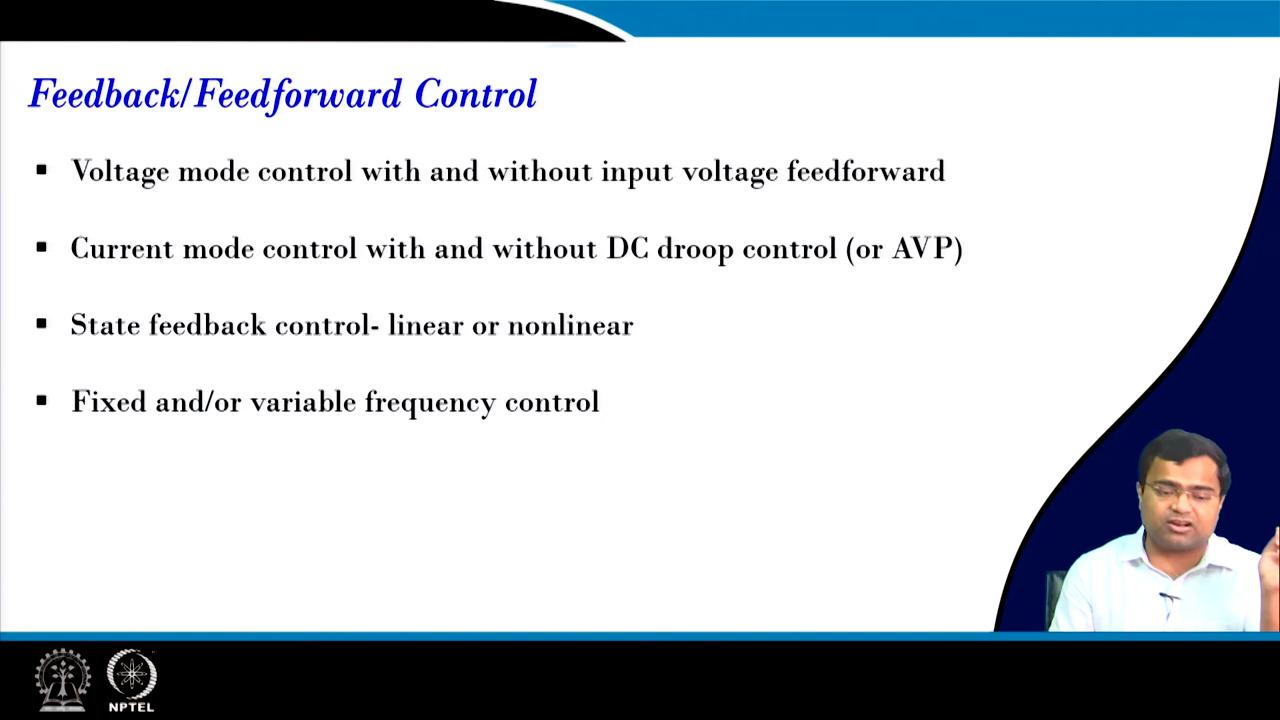 Feedback/Feedforward Control
Voltage mode control with and without input voltage feedforward
Current mode control with and without DC droop control (or AVP)
State feedback control- linear or nonlinear
Fixed and/or variable frequency control
NPTEL